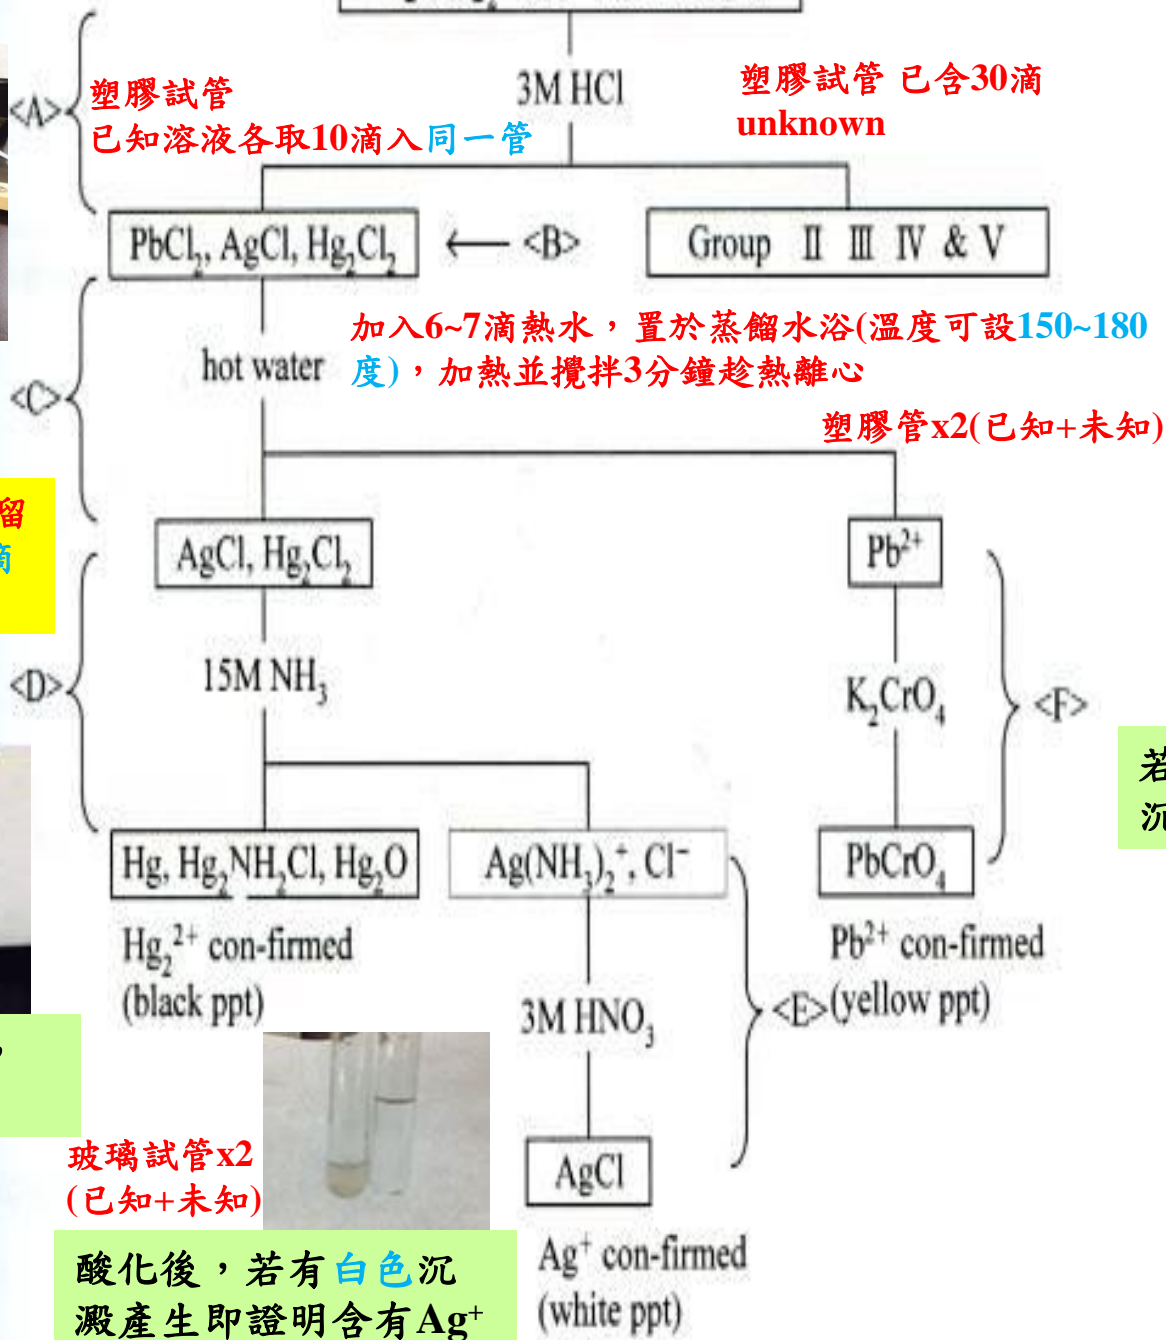 3M HCl
塑膠試管
已知溶液各取10滴入同一管
塑膠試管 已含30滴
unknown
<A>
PbCl₂, AgCl, Hg₂Cl₂
<B>
Group Ⅱ Ⅲ Ⅳ & Ⅴ
加入6~7滴熱水，置於蒸餾水浴(溫度可設150~180
度)，加熱並攪拌3分鐘趁熱離心
hot water
<C>
塑膠管x2(已知+未知)
留
滴
AgCl, Hg₂Cl₂
Pb²⁺
<D>
15M NH₃
K₂CrO₄
<F>
若
沉
Hg, Hg₂NH₂Cl, Hg₂O
Ag(NH₃)₂⁺, Cl⁻
PbCrO₄
Hg₂²⁺ con-firmed
(black ppt)
Pb²⁺ con-firmed
(yellow ppt)
<E>
3M HNO₃
，
玻璃試管x2
(已知+未知)
AgCl
酸化後，若有白色沉
澱產生即證明含有Ag⁺
Ag⁺ con-firmed
(white ppt)